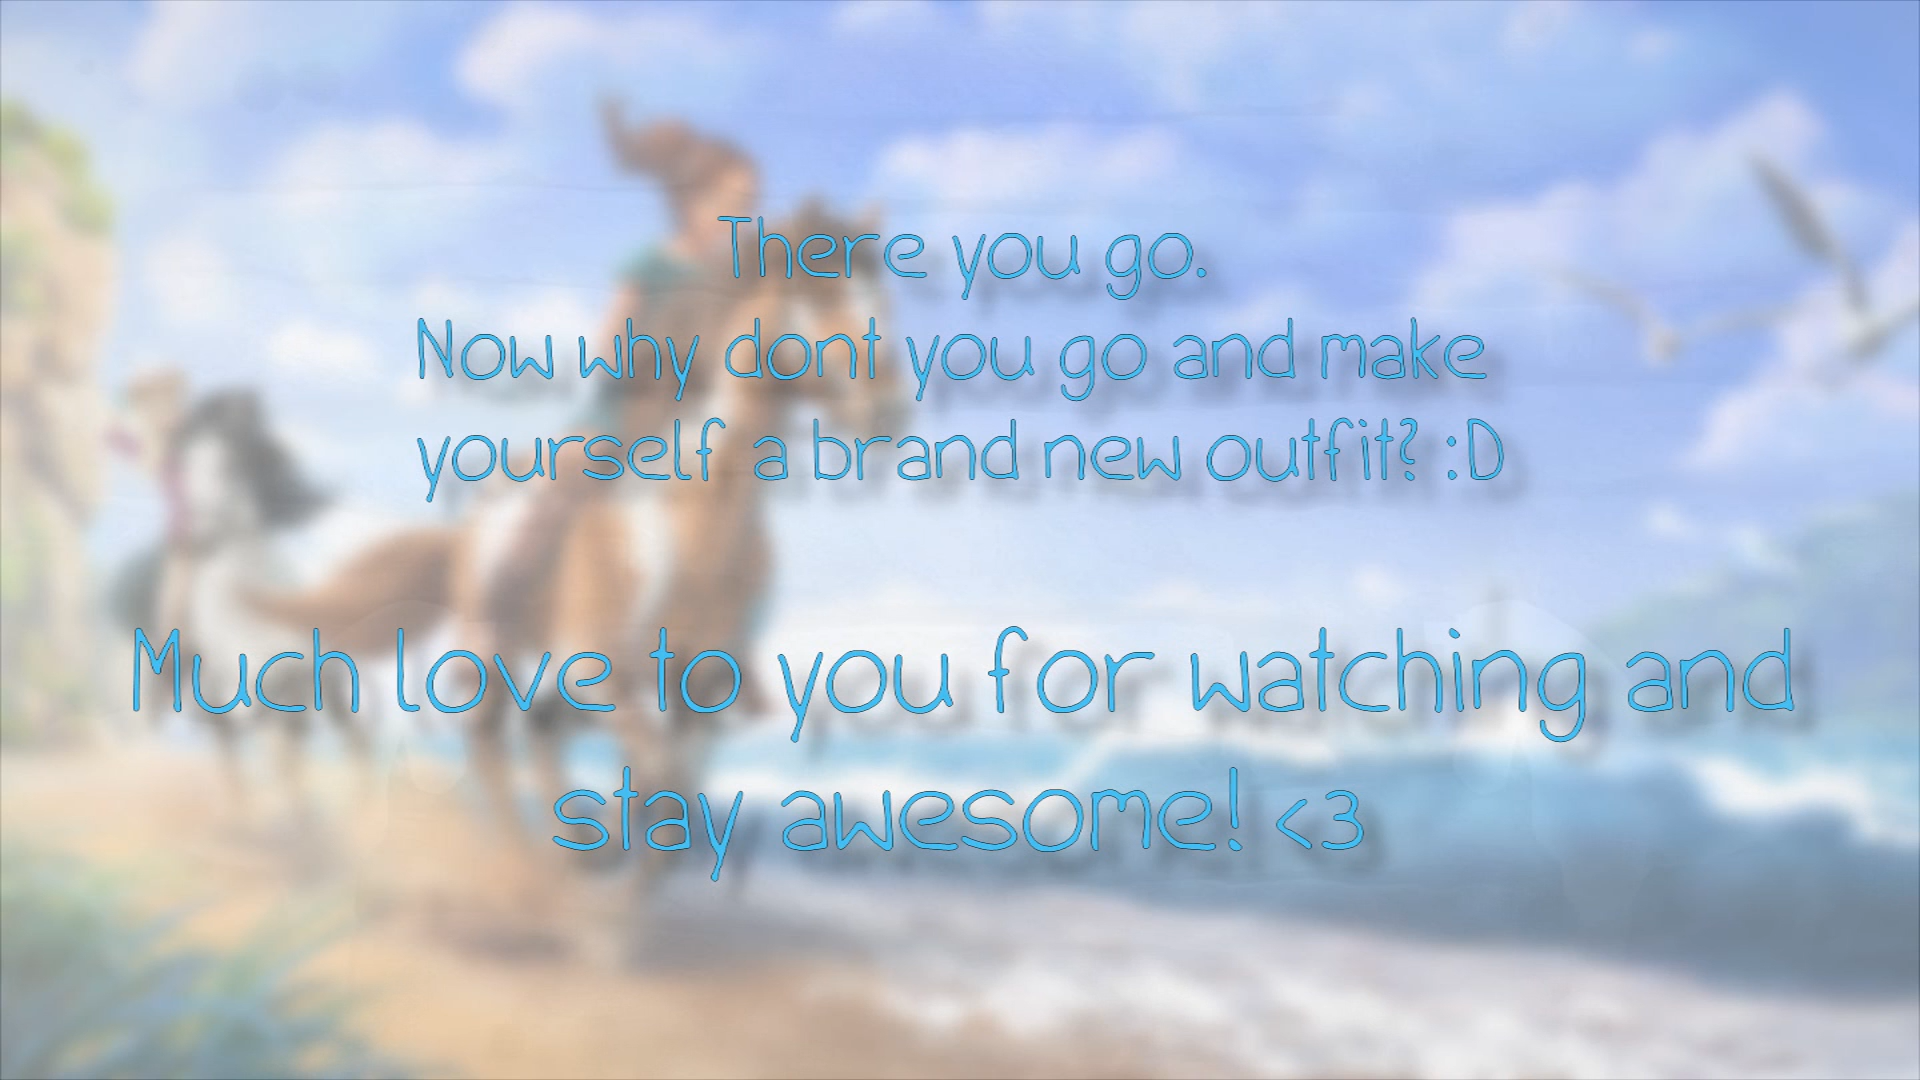 There you go.
Now why dont you go and make
yourself a brand new outfit? :D
Much love to you for watching and
stay awesome! <3